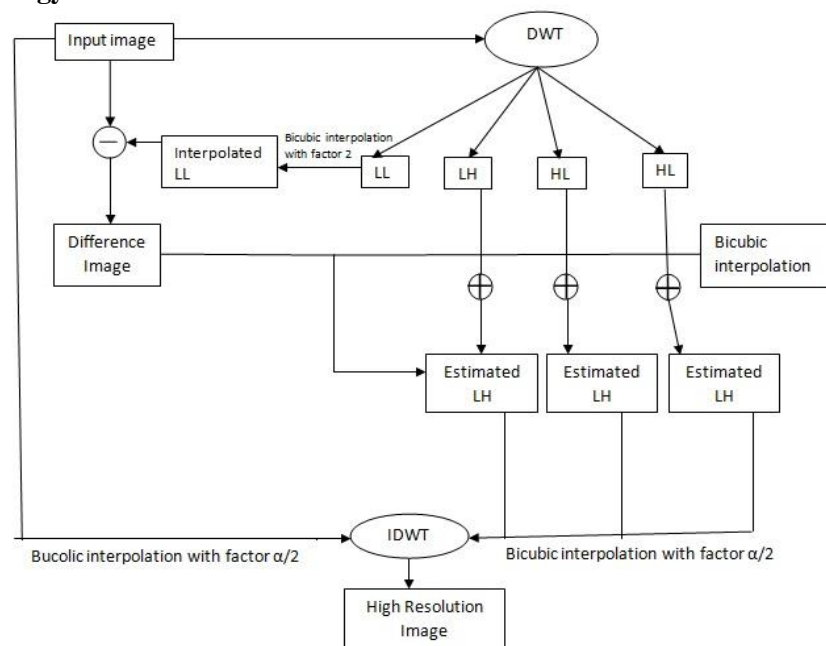 gy
Input image
DWT
Bicubic interpolation
with factor 2
Interpolated
LL
LL
LH
HL
HL
Difference
Image
Bicubic
interpolation
Estimated
LH
Estimated
LH
Estimated
LH
IDWT
Bucolic interpolation with factor α/2
Bicubic interpolation with factor α/2
High Resolution
Image